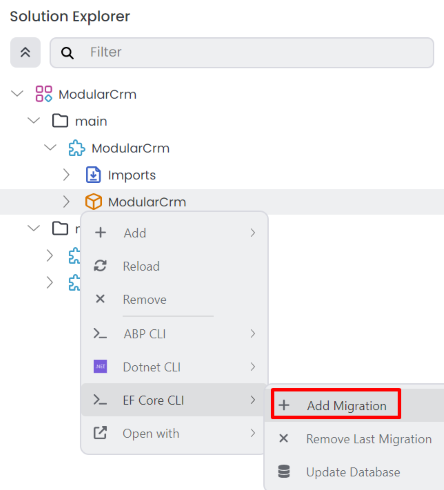 Solution Explorer
Filter
ModularCrm
main
ModularCrm
Imports
ModularCrm
Add
Reload
Remove
ABP CLI
.NET Dotnet CLI
EF Core CLI
Add Migration
Open with
Remove Last Migration
Update Database